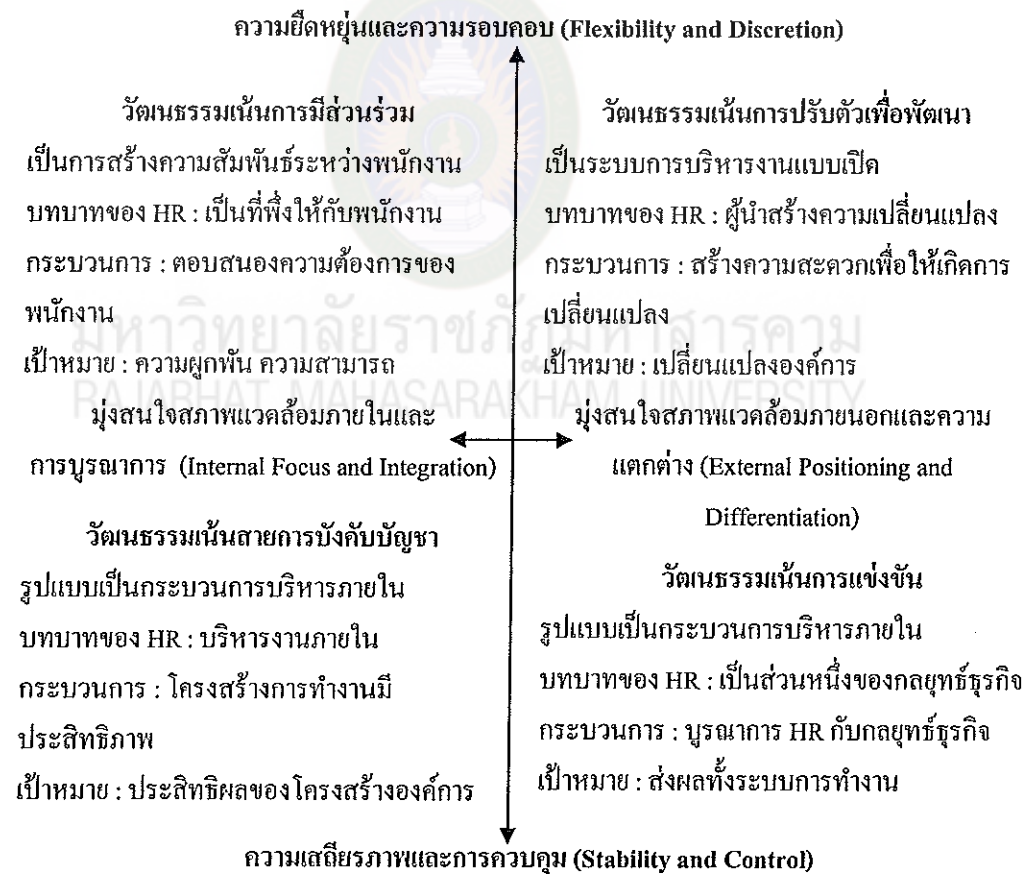 ความยืดหยุ่นและความรอบคอบ (Flexibility and Discretion)
วัฒนธรรมเน้นการมีส่วนร่วม
เป็นการสร้างความสัมพันธ์ระหว่างพนักงาน
บทบาทของ HR : เป็นที่พึ่งให้กับพนักงาน
กระบวนการ : ตอบสนองความต้องการของ
พนักงาน
เป้าหมาย : ความผูกพัน ความสามารถ
วัฒนธรรมเน้นการปรับตัวเพื่อพัฒนา
เป็นระบบการบริหารงานแบบเปิด
บทบาทของ HR : ผู้นำสร้างความเปลี่ยนแปลง
กระบวนการ : สร้างความสะดวกเพื่อให้เกิดการ
เปลี่ยนแปลง
เป้าหมาย : เปลี่ยนแปลงองค์การ
มหาวิทยาลัยราชภัฏมหาสารคาม
RAJABHAT MAHASARAKHAM UNIVERSITY
มุ่งสนใจสภาพแวดล้อมภายในและ
การบูรณาการ (Internal Focus and Integration)
มุ่งสนใจสภาพแวดล้อมภายนอกและความ
แตกต่าง (External Positioning and
Differentiation)
วัฒนธรรมเน้นสายการบังคับบัญชา
รูปแบบเป็นกระบวนการบริหารภายใน
บทบาทของ HR : บริหารงานภายใน
กระบวนการ : โครงสร้างการทำงานมี
ประสิทธิภาพ
เป้าหมาย : ประสิทธิผลของโครงสร้างองค์การ
วัฒนธรรมเน้นการแข่งขัน
รูปแบบเป็นกระบวนการบริหารภายใน
บทบาทของ HR : เป็นส่วนหนึ่งของกลยุทธ์ธุรกิจ
กระบวนการ : บูรณาการ HR กับกลยุทธ์ธุรกิจ
เป้าหมาย : ส่งผลทั้งระบบการทำงาน
ความเสถียรภาพและการควบคุม (Stability and Control)